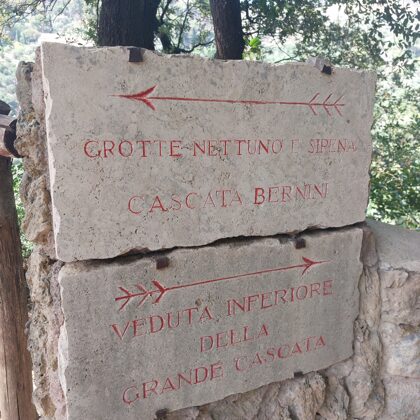 GROTTE NETTUNO E SIRENA
CASCATA BERNINI
VEDUTA INFERIORE
DELLA
GRANDE CASCATA